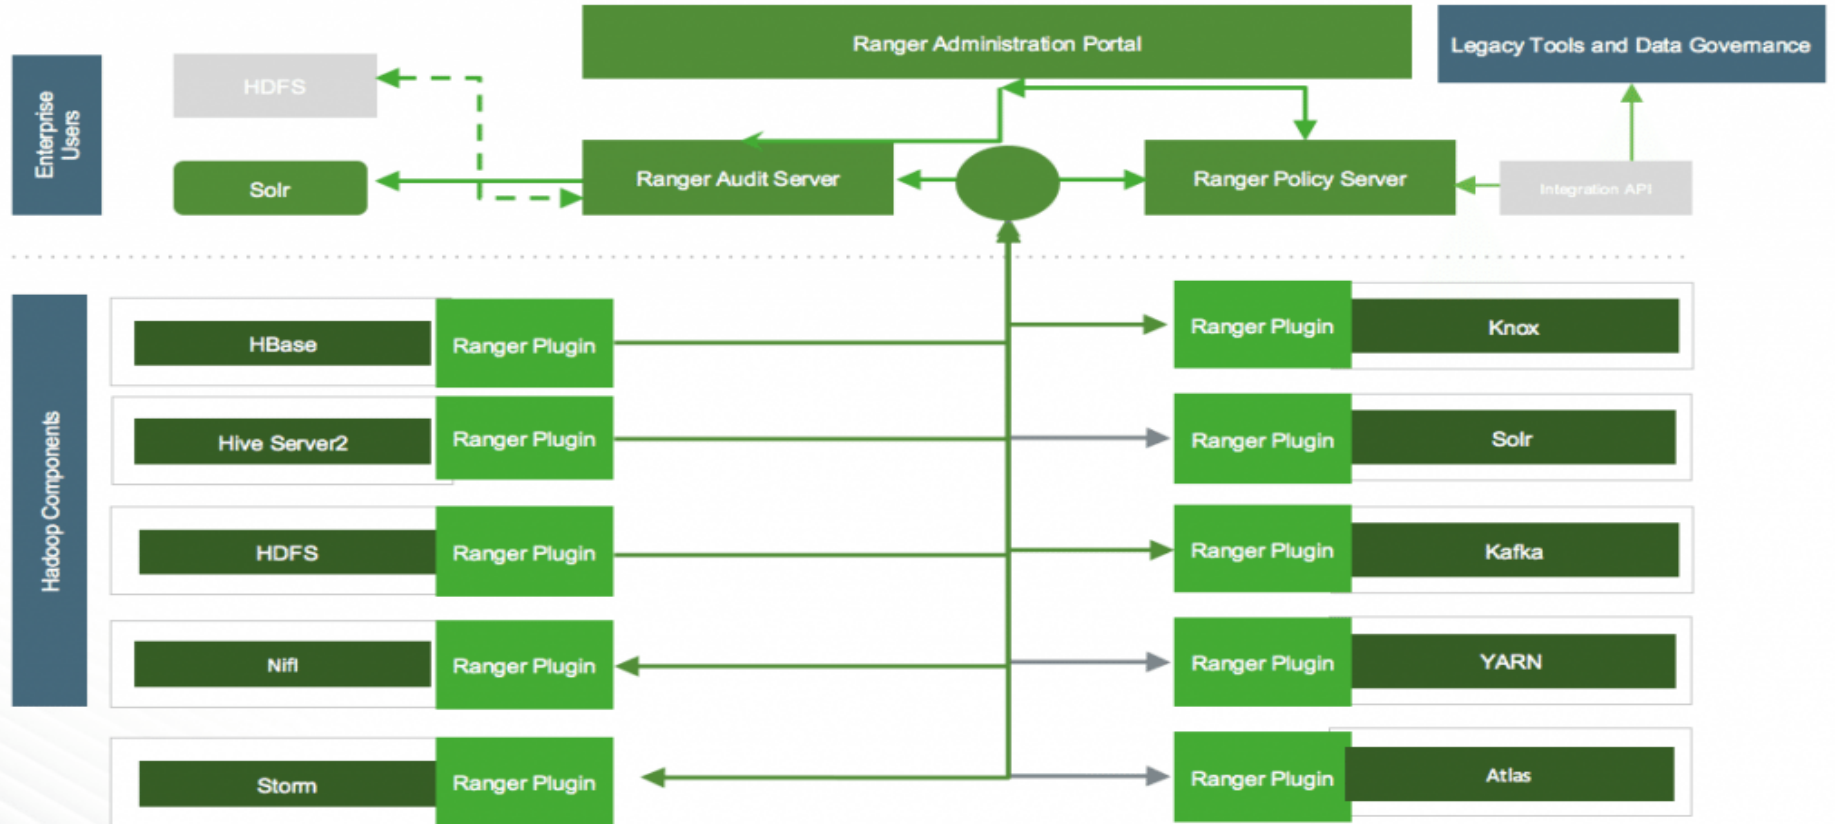 Ranger Administration Portal
Legacy Tools and Data Governance
Enterprise
Users
HDFS
Solr
Ranger Audit Server
Ranger Policy Server
Integration API
Hadoop Components
HBase
Ranger Plugin
Ranger Plugin
Knox
Hive Server2
Ranger Plugin
Ranger Plugin
Solr
HDFS
Ranger Plugin
Ranger Plugin
Kafka
Nifl
Ranger Plugin
Ranger Plugin
YARN
Storm
Ranger Plugin
Ranger Plugin
Atlas